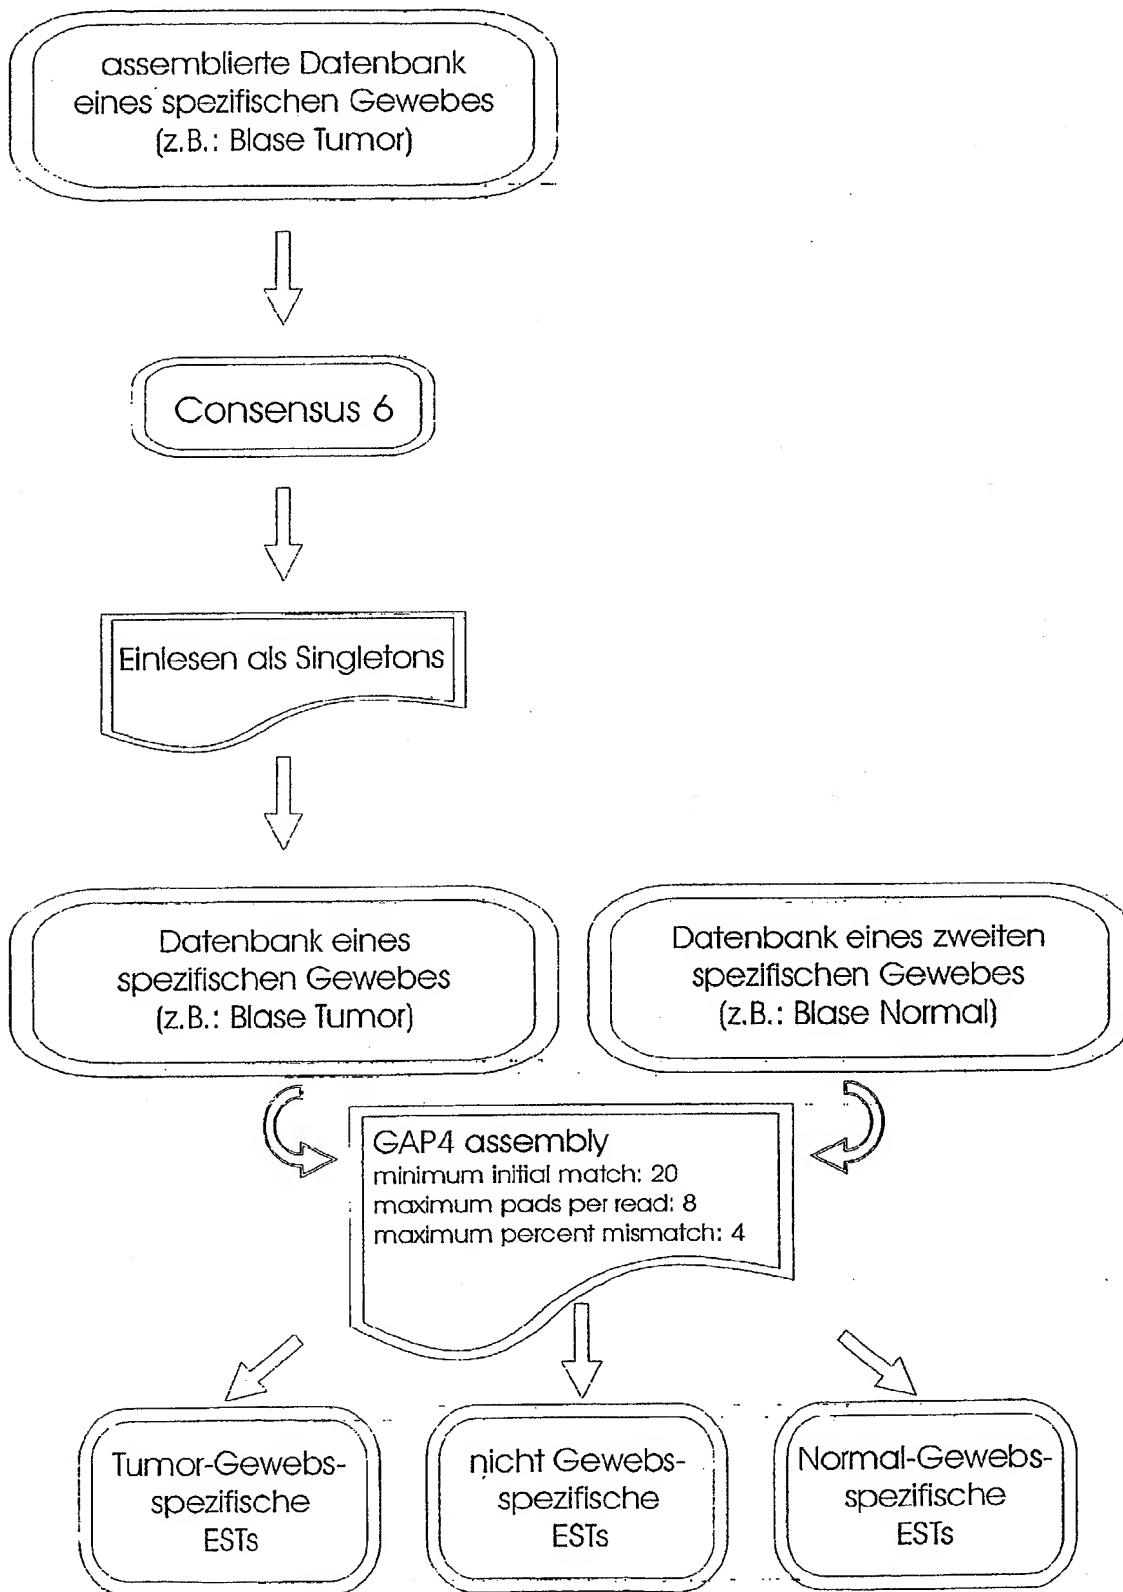 assemblierte Datenbank
eines spezifischen Gewebes
(z.B.: Blase Tumor)
Consensus 6
Einlesen als Singletons
Datenbank eines
spezifischen Gewebes
(z.B.: Blase Tumor)
Datenbank eines zweiten
spezifischen Gewebes
(z.B.: Blase Normal)
GAP4 assembly
minimum initial match: 20
maximum pads per read: 8
maximum percent mismatch: 4
Tumor-Gewebs-
spezifische
ESTs
nicht Gewebs-
spezifische
ESTs
Normal-Gewebs-
spezifische
ESTs